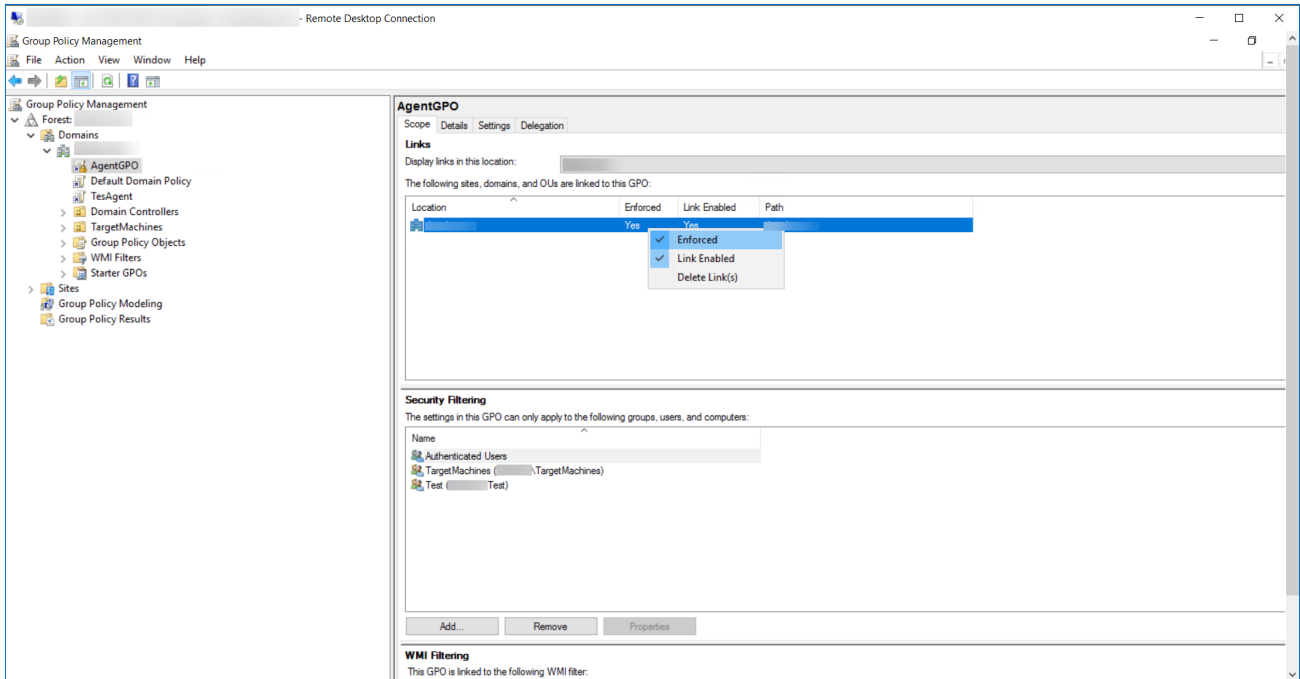 - Remote Desktop Connection
Group Policy Management
File Action View Window Help
Group Policy Management
Forest:
Domains
AgentGPO
Default Domain Policy
TesAgent
Domain Controllers
TargetMachines
Group Policy Objects
WMI Filters
Starter GPOs
Sites
Group Policy Modeling
Group Policy Results
AgentGPO
Scope Details Settings Delegation
Links
Display links in this location:
The following sites, domains, and OUs are linked to this GPO:
Location Enforced Link Enabled Path
Yes Yes
Enforced
Link Enabled
Delete Link(s)
Security Filtering
The settings in this GPO can only apply to the following groups, users, and computers:
Name
Authenticated Users
TargetMachines ( \TargetMachines)
Test ( Test)
Add... Remove Properties
WMI Filtering
This GPO is linked to the following WMI filter: